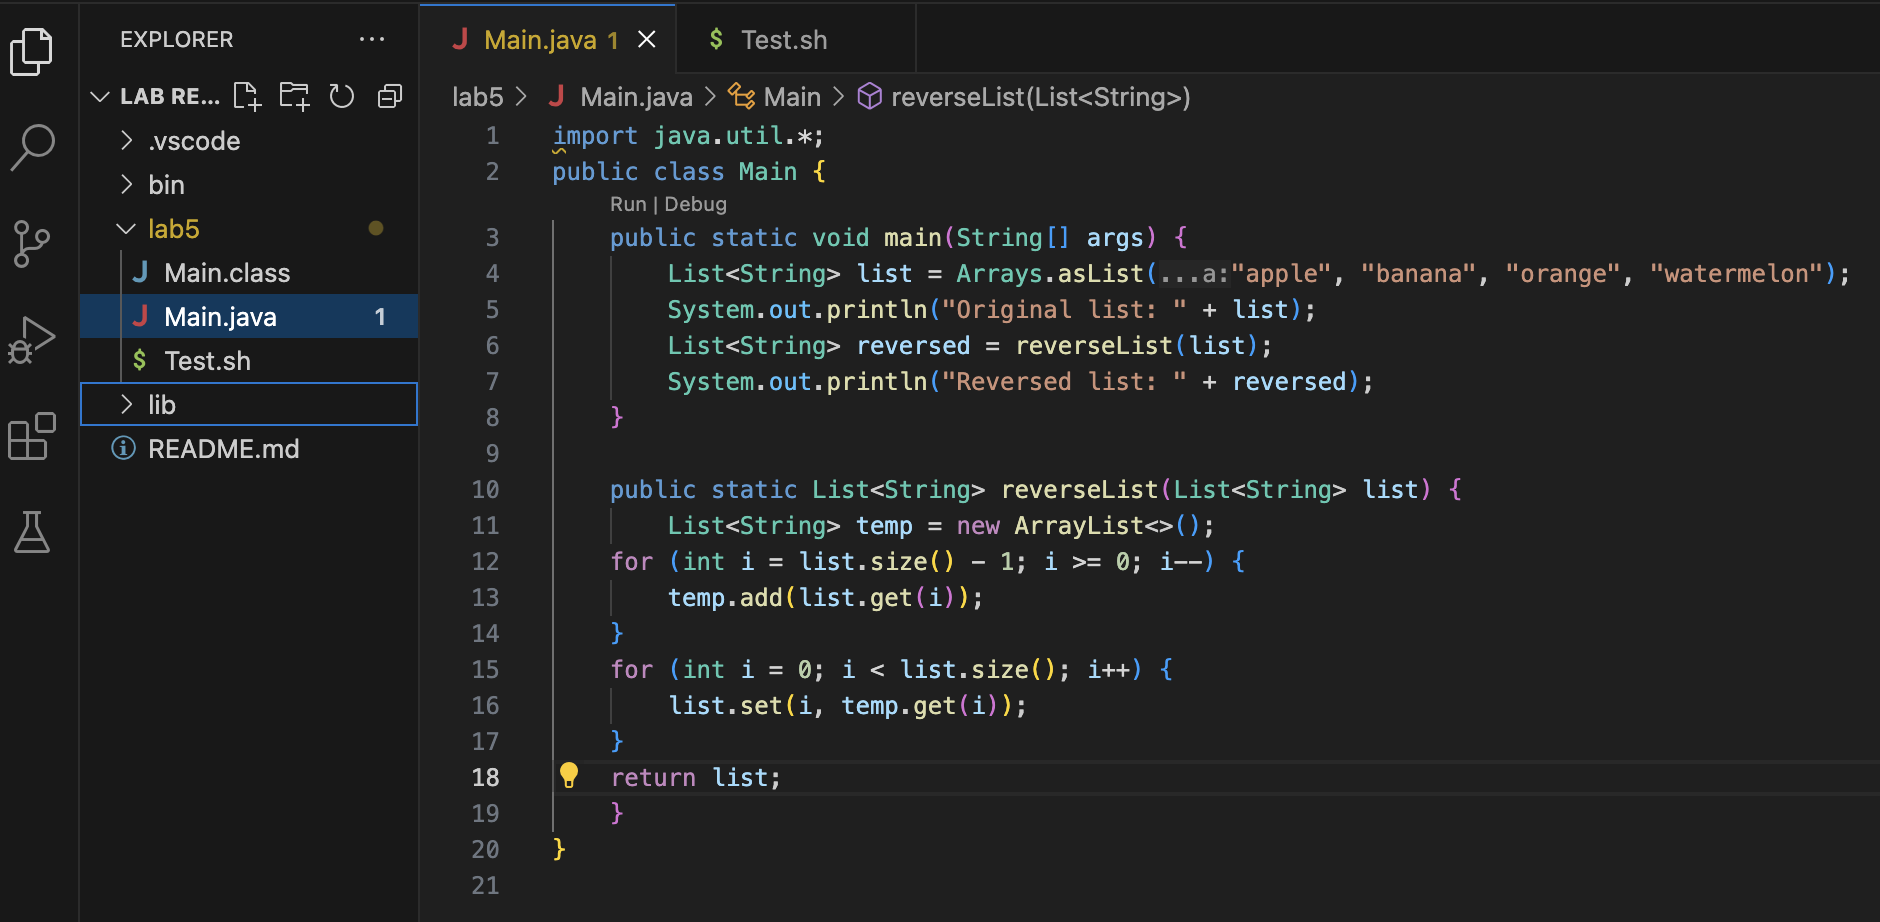 EXPLORER
LAB RE...
.vscode
bin
lab5
Main.class
Main.java 1
Test.sh
lib
README.md
Main.java 1
Test.sh
lab5 > Main.java > Main > reverseList(List<String>)
1 import java.util.*;
2 public class Main {
Run | Debug
3 public static void main(String[] args) {
4 List<String> list = Arrays.asList(...a:"apple", "banana", "orange", "watermelon");
5 System.out.println("Original list: " + list);
6 List<String> reversed = reverseList(list);
7 System.out.println("Reversed list: " + reversed);
8 }
9
10 public static List<String> reverseList(List<String> list) {
11 List<String> temp = new ArrayList<>();
12 for (int i = list.size() - 1; i >= 0; i--) {
13 temp.add(list.get(i));
14 }
15 for (int i = 0; i < list.size(); i++) {
16 list.set(i, temp.get(i));
17 }
18 return list;
19 }
20 }
21